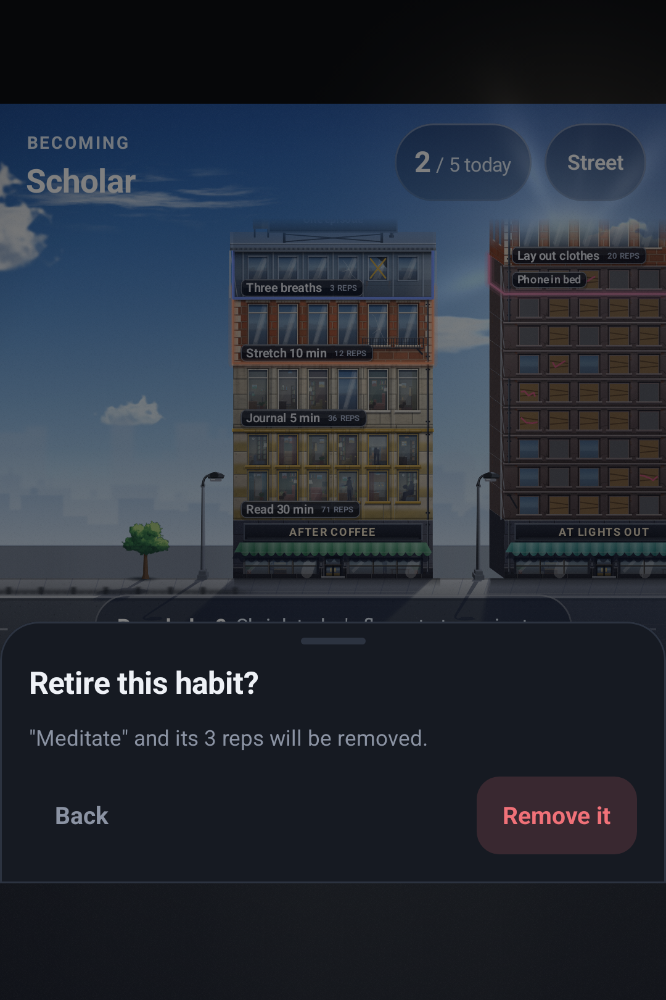 BECOMING
Scholar
2 / 5 today
Street
Lay out clothes 20 REPS
Phone in bed
Three breaths 3 REPS
Stretch 10 min 12 REPS
Journal 5 min 36 REPS
Read 30 min 71 REPS
AFTER COFFEE
AT LIGHTS OUT
Retire this habit?
"Meditate" and its 3 reps will be removed.
Back
Remove it